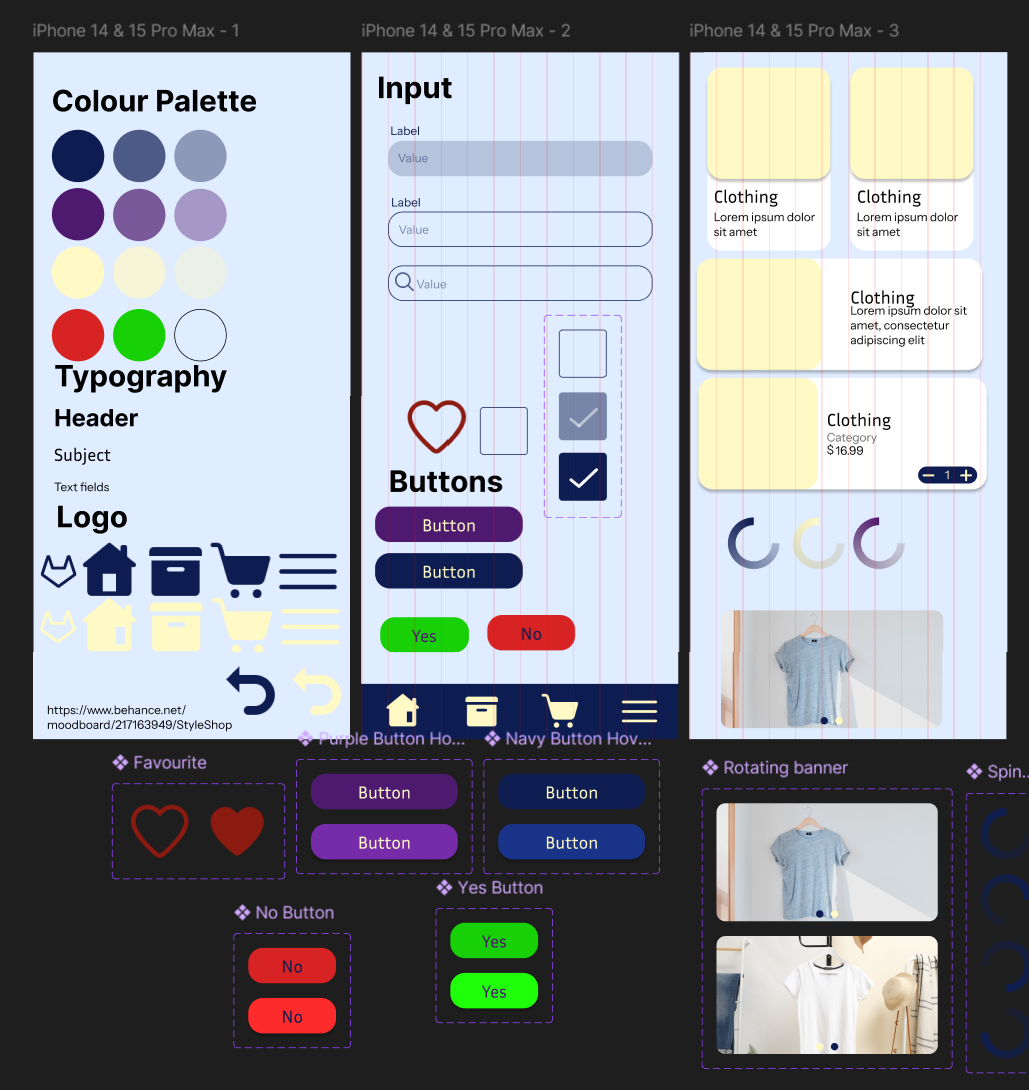 iPhone 14 & 15 Pro Max - 1
Colour Palette
Typography
Header
Subject
Text fields
Logo
https://www.behance.net/
moodboard/217163949/StyleShop
iPhone 14 & 15 Pro Max - 2
Input
Label
Value
Label
Value
Value
Buttons
Button
Button
Yes
No
iPhone 14 & 15 Pro Max - 3
Clothing
Lorem ipsum dolor
sit amet
Clothing
Lorem ipsum dolor
sit amet
Clothing
Lorem ipsum dolor sit
amet, consectetur
adipiscing elit
Clothing
Category
$16.99
1
Favourite
Purple Button Ho...
Button
Button
Navy Button Hov...
Button
Button
No Button
No
No
Yes Button
Yes
Yes
Rotating banner
Spin...